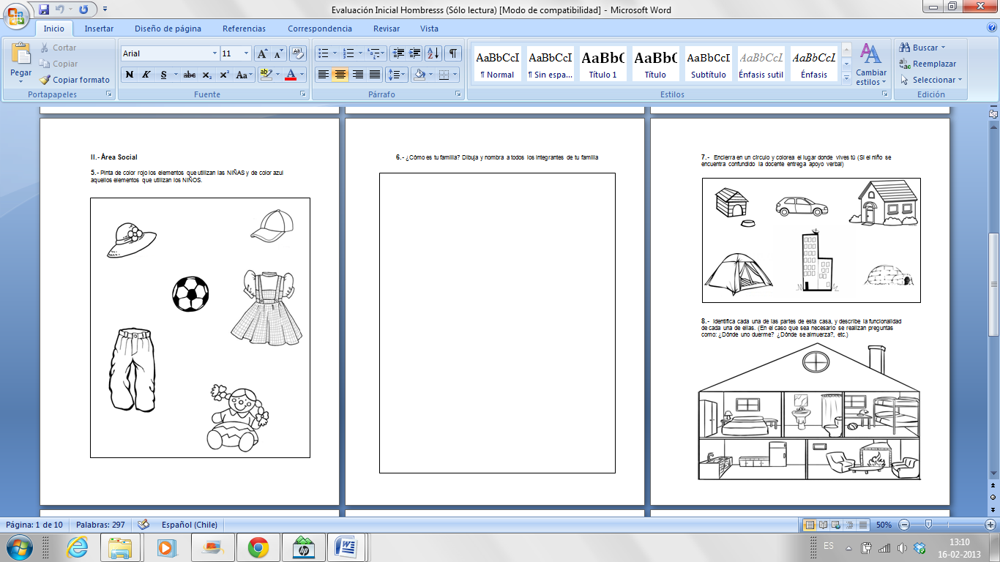 Evaluación Inicial Hombresss (Sólo lectura) [Modo de compatibilidad] - Microsoft Word
Inicio Insertar Diseño de página Referencias Correspondencia Revisar Vista
Pegar
Cortar
Copiar
Copiar formato
Portapapeles
Arial 11
N K S abc x₂ x² Aa
Fuente
Párrafo
AaBbCcI AaBbCcI AaBbC AaBbC AaBbCcI AaBbCcI AaBbCcI
¶ Normal ¶ Sin espa... Título 1 Título Subtítulo Énfasis sutil Énfasis
Cambiar estilos
Estilos
Buscar
Reemplazar
Seleccionar
Edición
II.- Área Social
5.- Pinta de color rojo los elementos que utilizan las NIÑAS y de color azul
aquellos elementos que utilizan los NIÑOS.
6.- ¿Cómo es tu familia? Dibuja y nombra a todos los integrantes de tu familia
7.- Encierra en un círculo y colorea el lugar donde vives tú (Si el niño se
encuentra confundido la docente entrega apoyo verbal)
8.- Identifica cada una de las partes de esta casa, y describe la funcionalidad
de cada una de ellas. (En el caso que sea necesario se realizan preguntas
como: ¿Dónde uno duerme? ¿Dónde se almuerza?, etc.)
Página: 1 de 10 Palabras: 297 Español (Chile) 50%
ES 13:10
16-02-2013